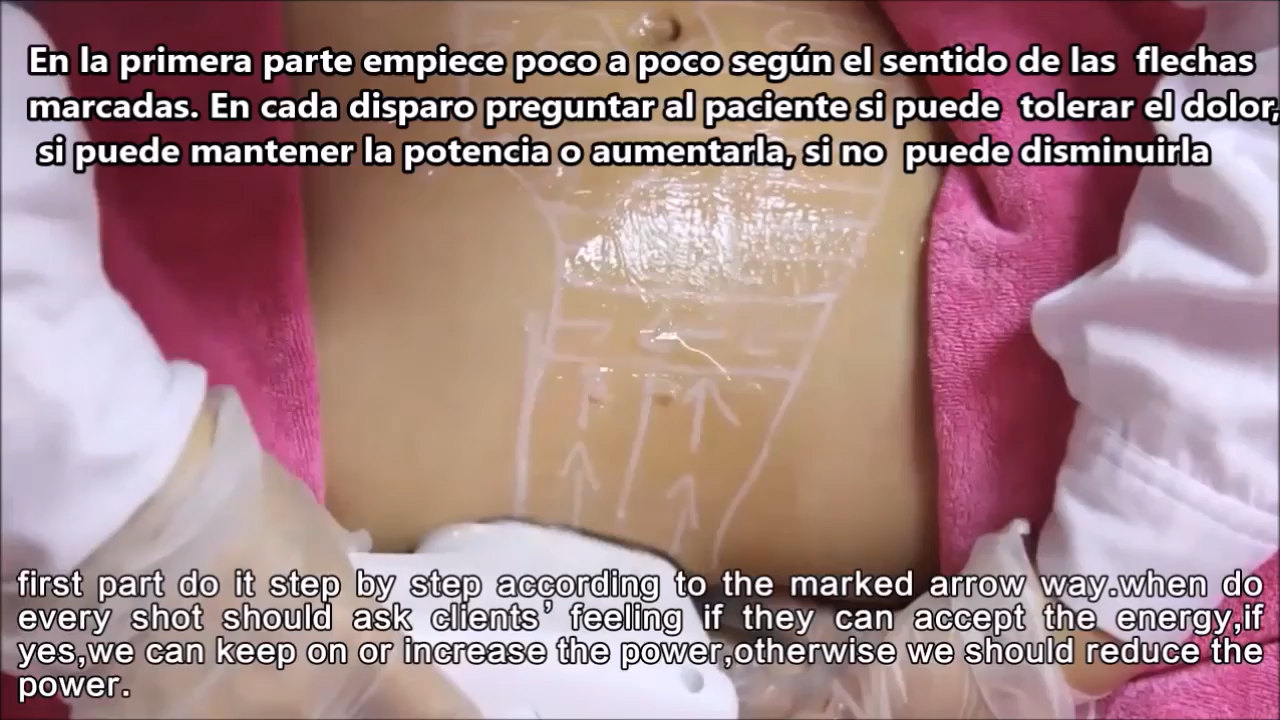 En la primera parte empiece poco a poco según el sentido de las flechas
marcadas. En cada disparo preguntar al paciente si puede tolerar el dolor,
si puede mantener la potencia o aumentarla, si no puede disminuirla
first part do it step by step according to the marked arrow way.when do
every shot should ask clients’ feeling if they can accept the energy,if
yes,we can keep on or increase the power,otherwise we should reduce the
power.